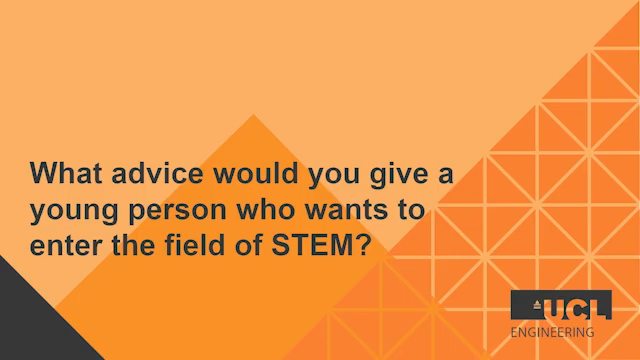 What advice would you give a
young person who wants to
enter the field of STEM?
UCL
ENGINEERING